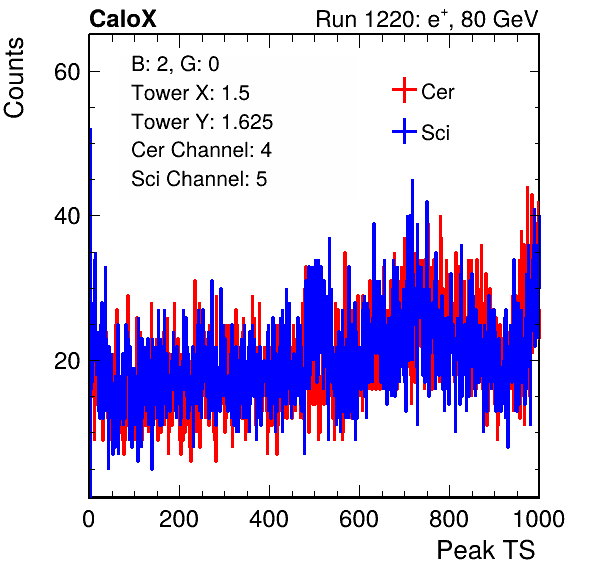 CaloX Run 1220: e⁺, 80 GeV
Counts
B: 2, G: 0
Tower X: 1.5
Tower Y: 1.625
Cer Channel: 4
Sci Channel: 5
Cer
Sci
60
40
20
0 200 400 600 800 1000
Peak TS